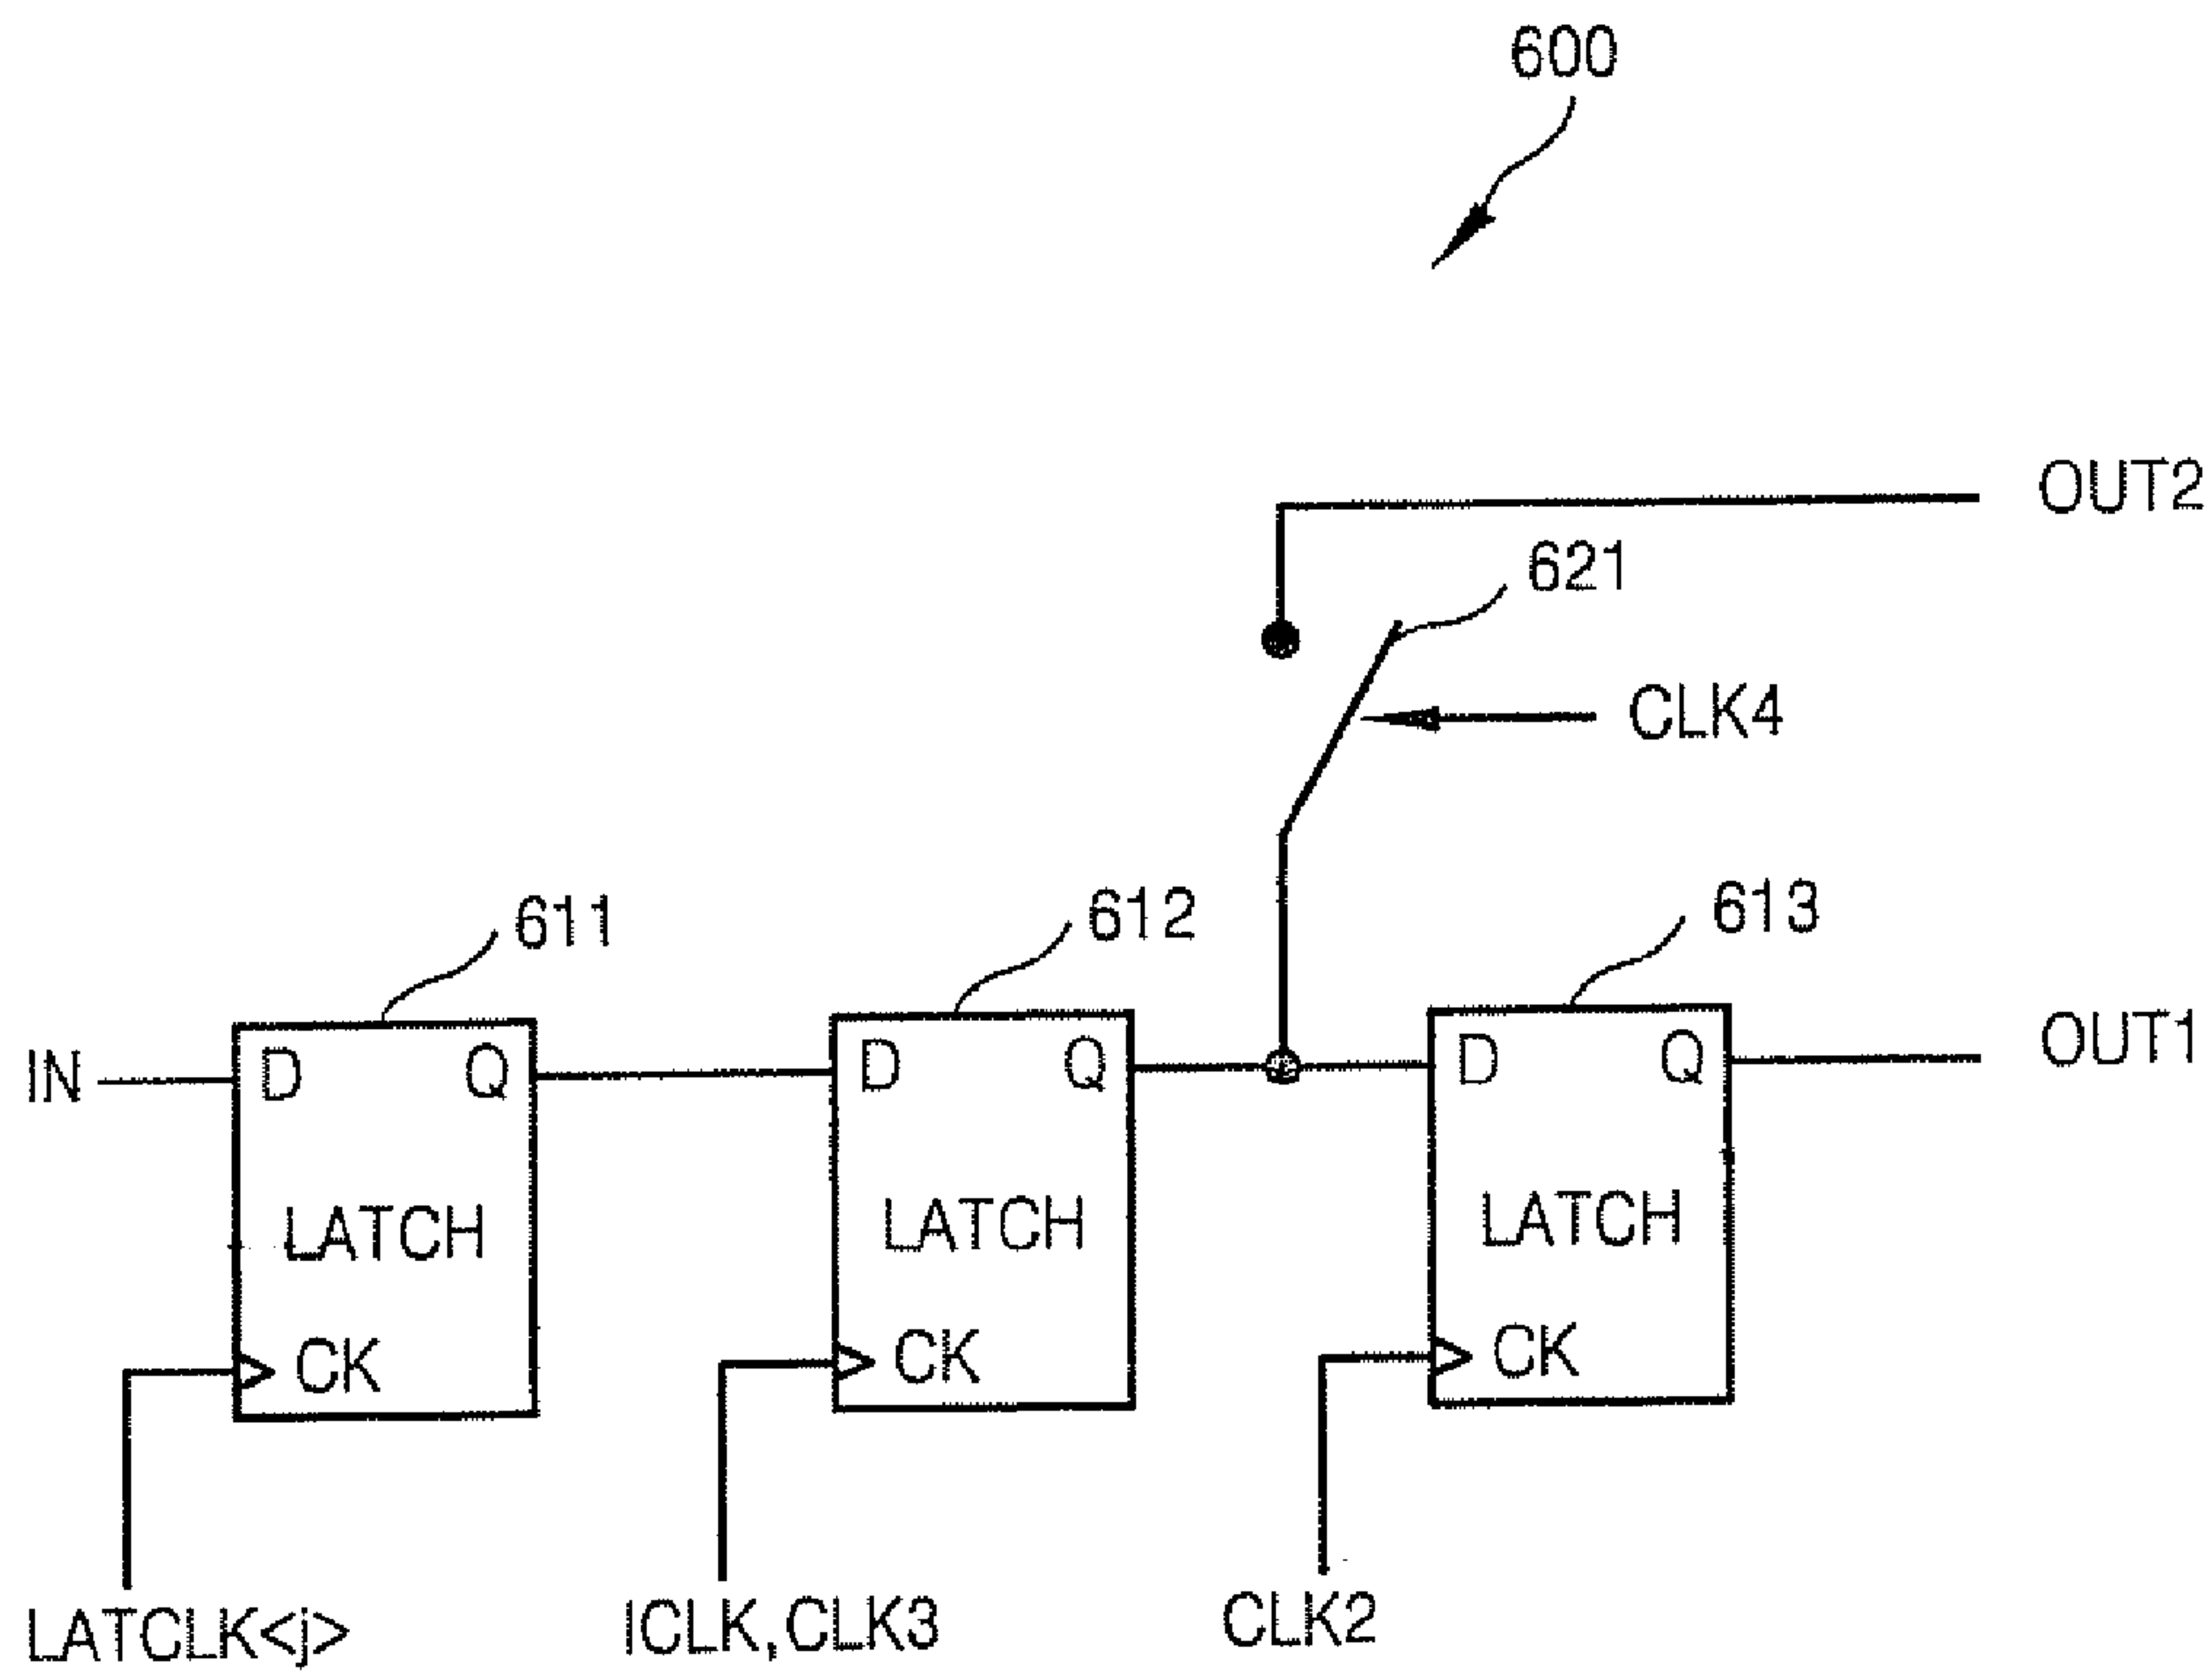 600
OUT2
621
CLK4
611
612
613
IN
D
Q
D
Q
D
Q
OUT1
LATCH
LATCH
LATCH
CK
CK
CK
LATCLK<j>
ICLK,CLK3
CLK2